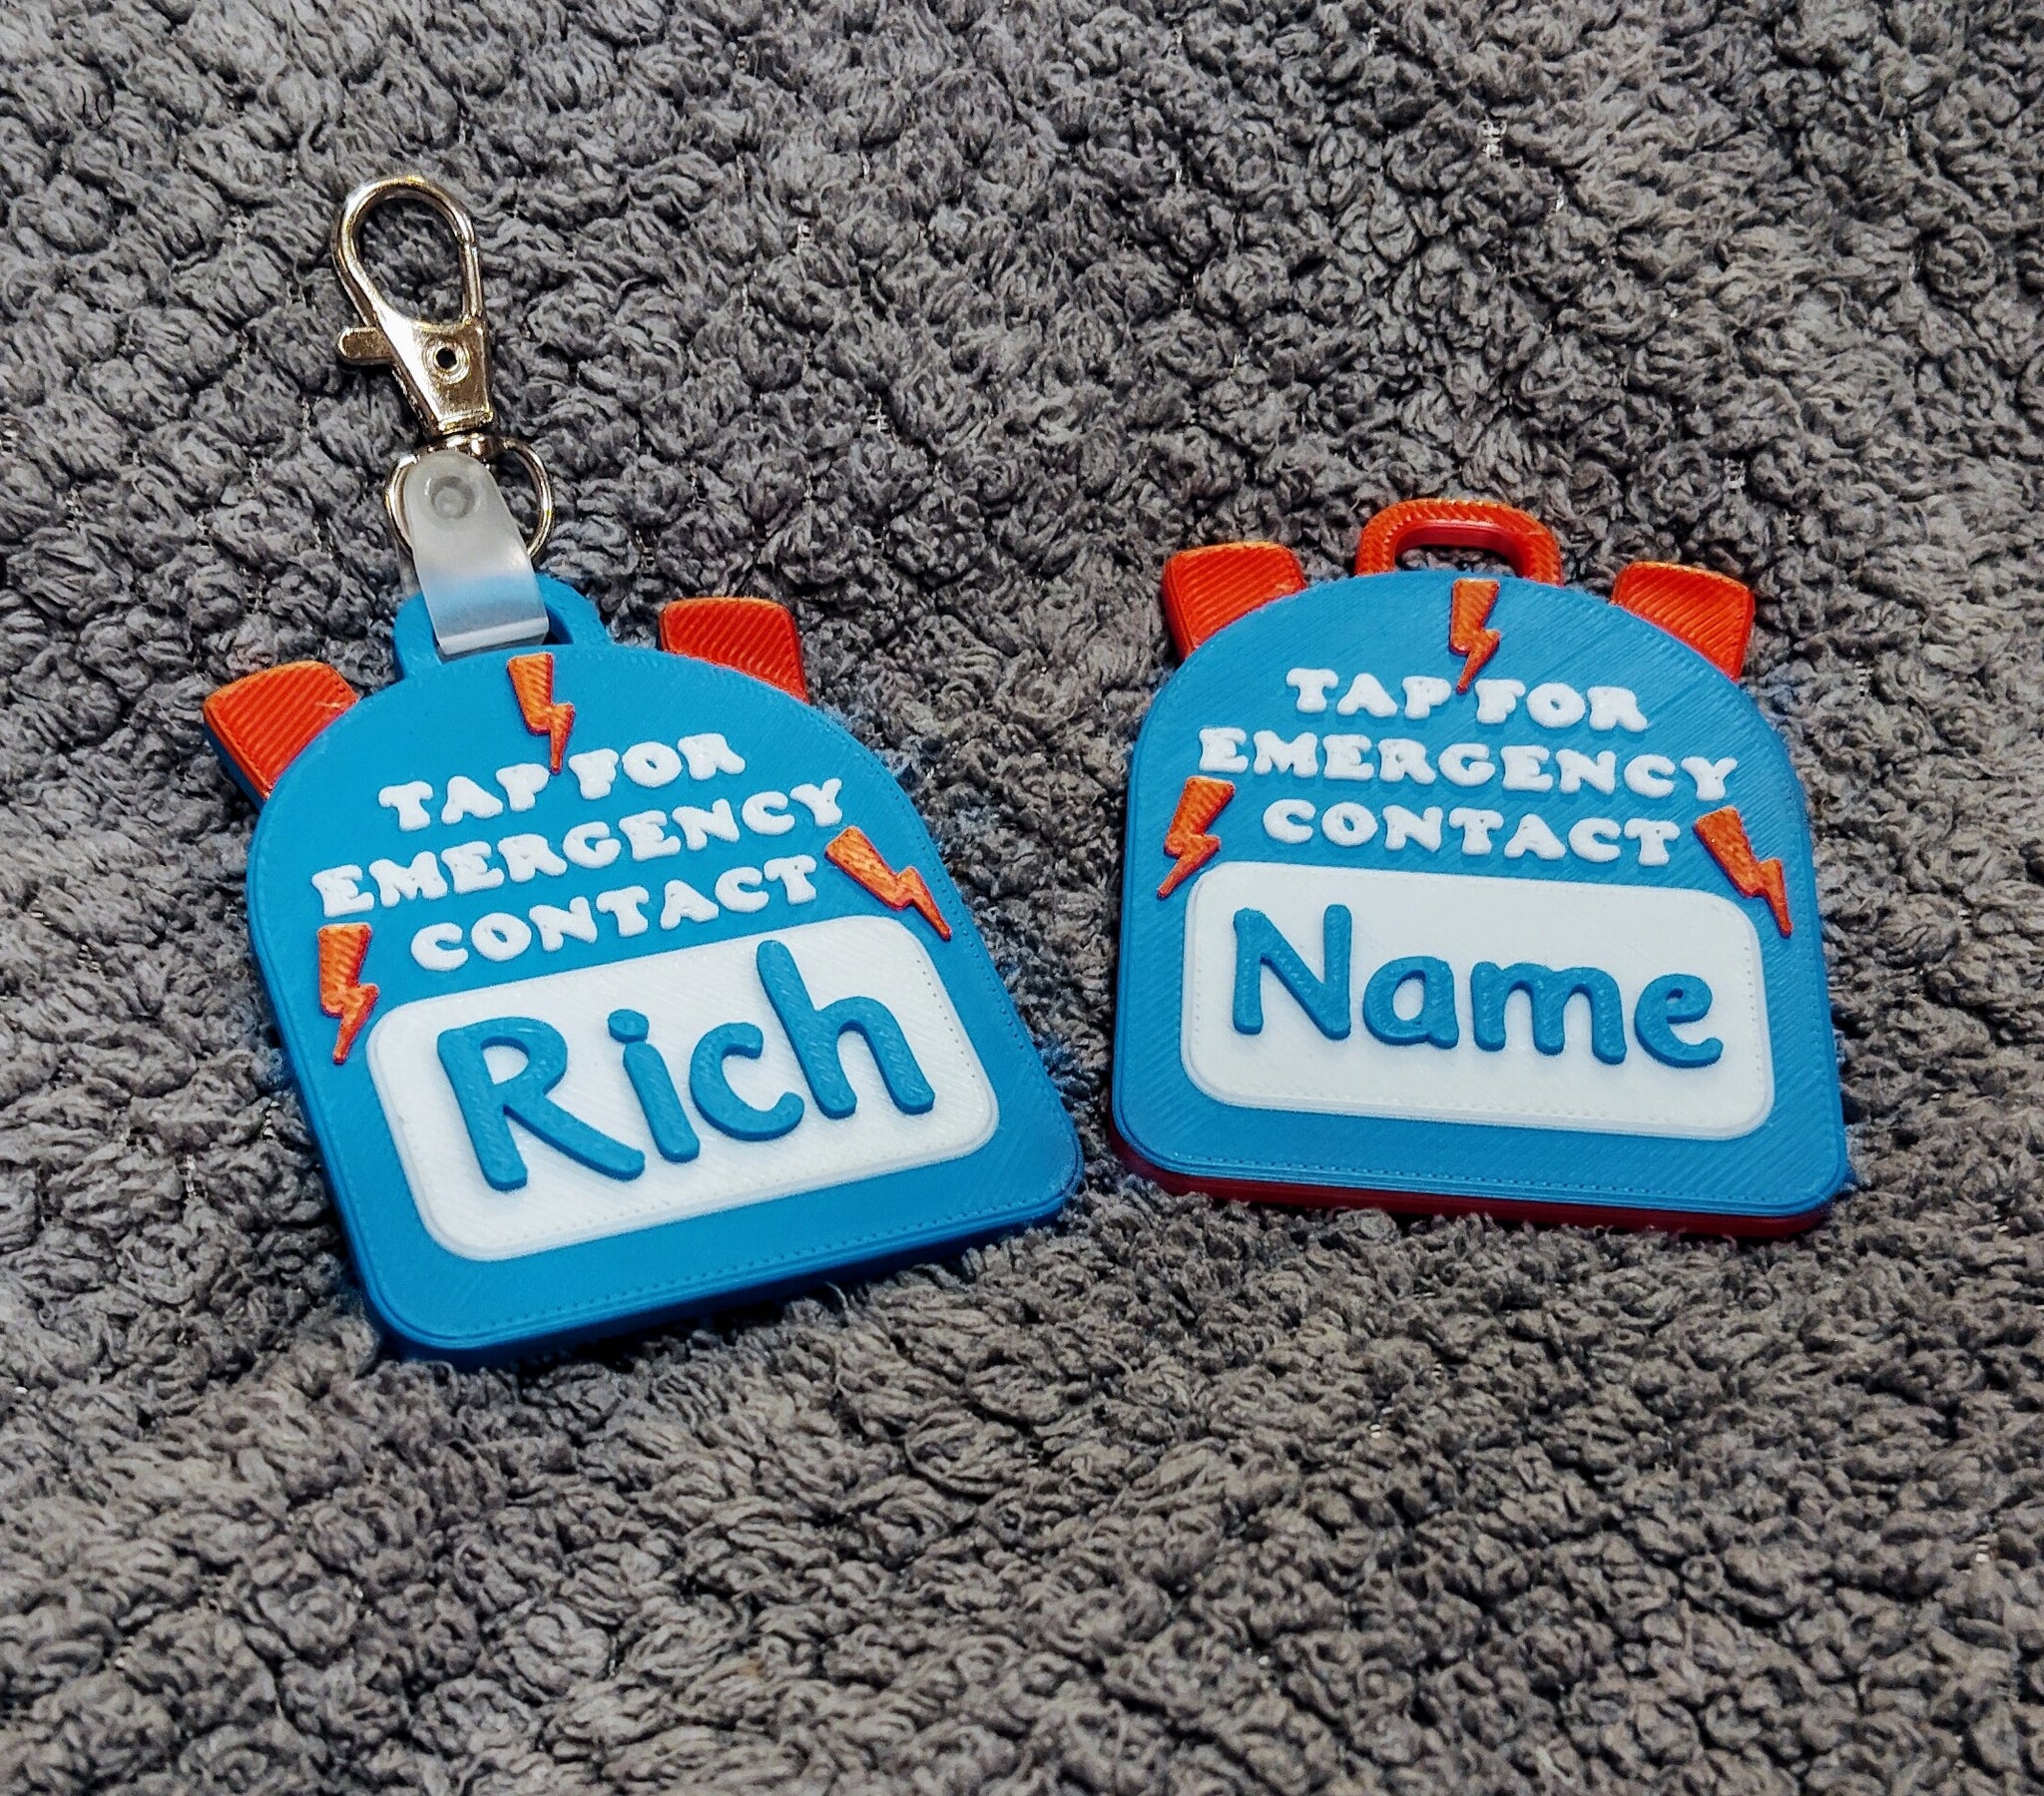 TAP FOR
EMERGENCY
CONTACT
Rich
TAP FOR
EMERGENCY
CONTACT
Name